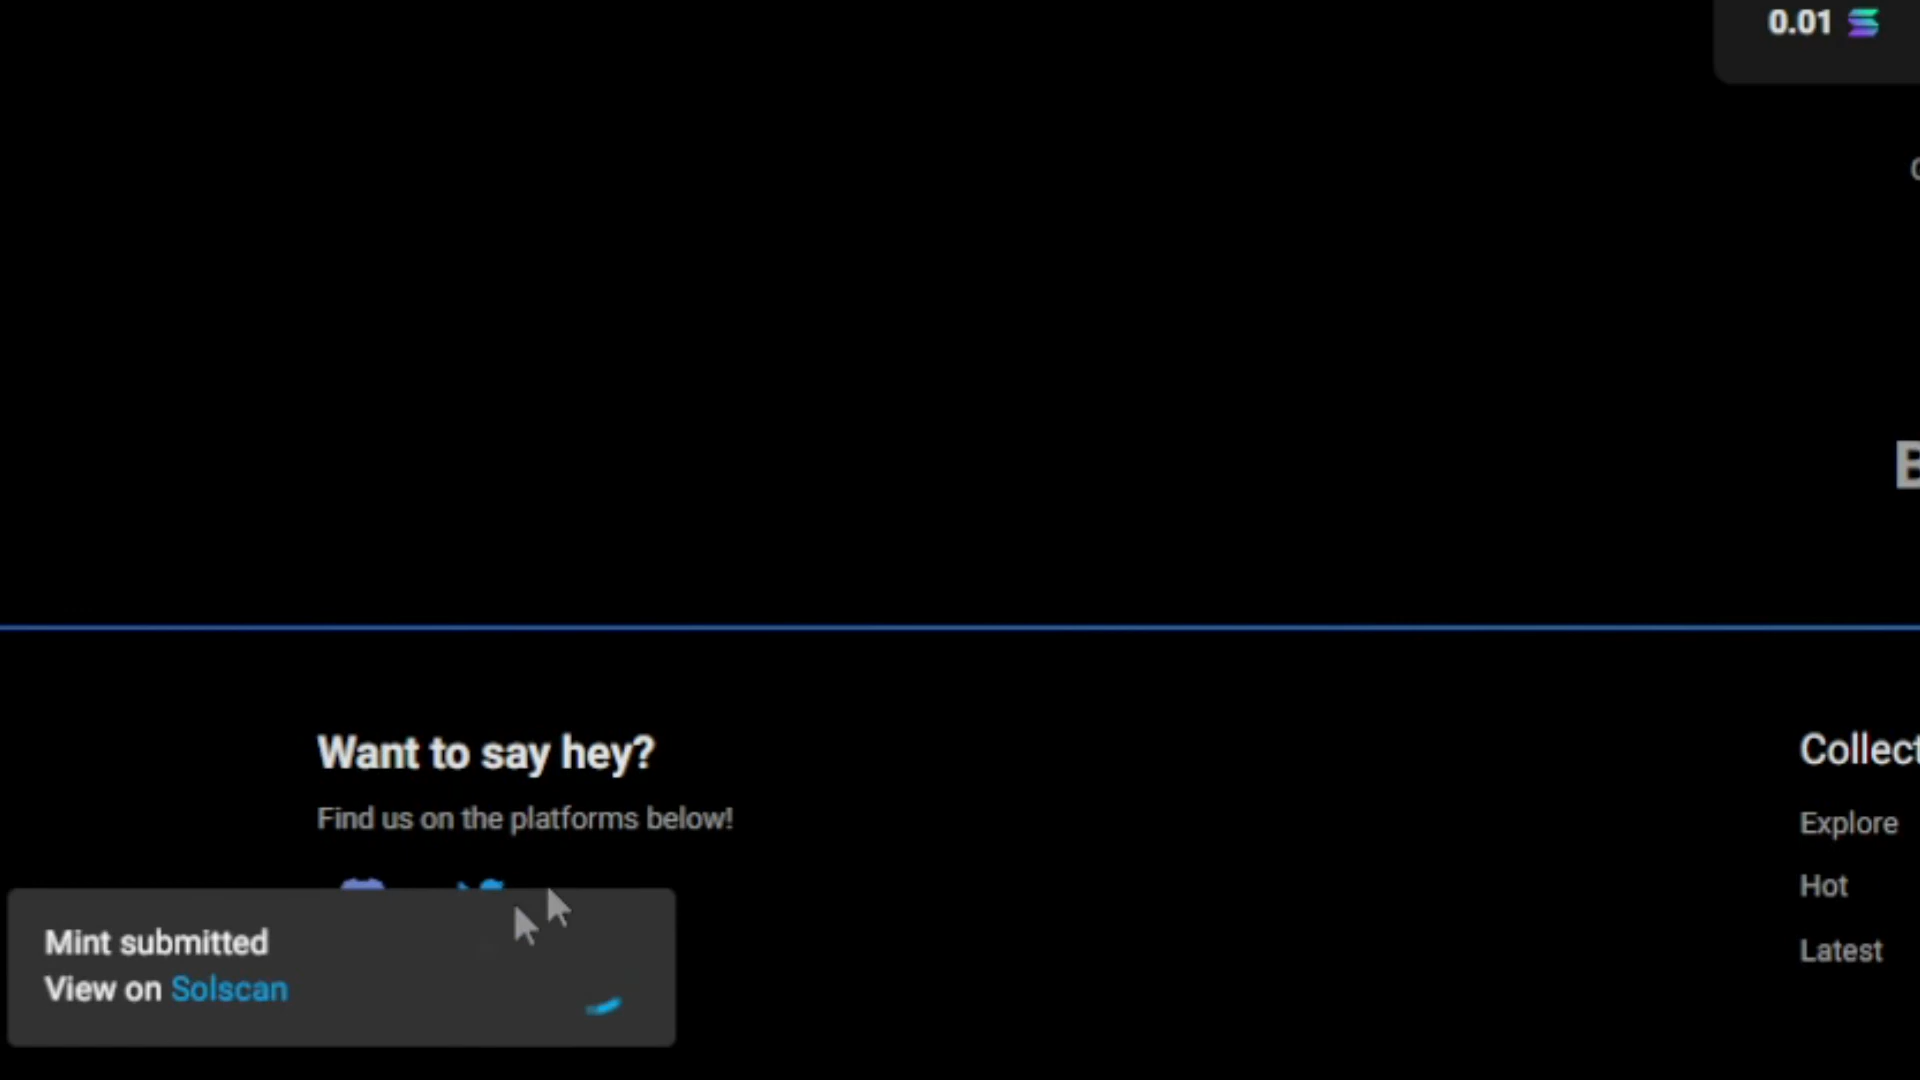 0.01
Want to say hey?
Find us on the platforms below!
Explore
Hot
Latest
Mint submitted
View on Solscan